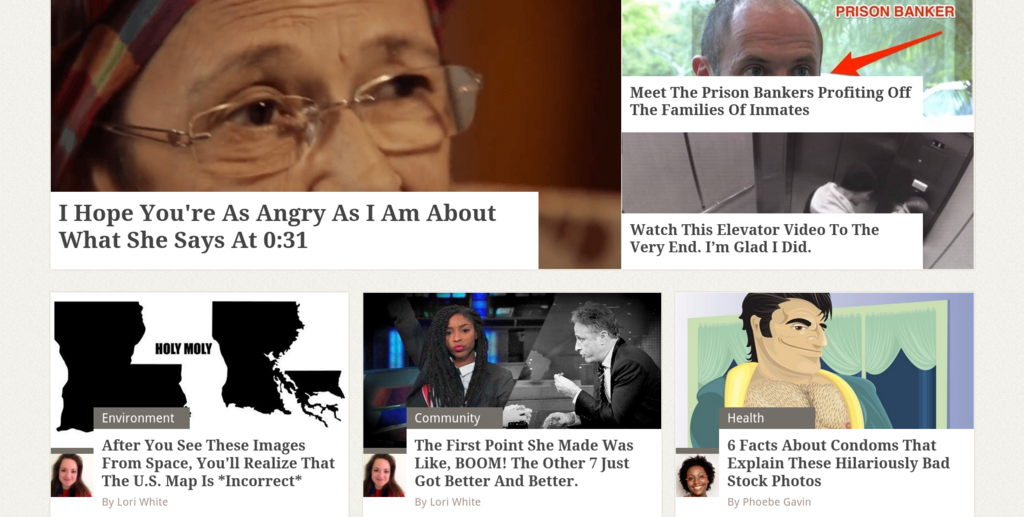 PRISON BANKER
Meet The Prison Bankers Profiting Off
The Families Of Inmates
I Hope You're As Angry As I Am About
What She Says At 0:31
Watch This Elevator Video To The
Very End. I’m Glad I Did.
HOLY MOLY
Environment
After You See These Images
From Space, You'll Realize That
The U.S. Map Is *Incorrect*
By Lori White
Community
The First Point She Made Was
Like, BOOM! The Other 7 Just
Got Better And Better.
By Lori White
Health
6 Facts About Condoms That
Explain These Hilariously Bad
Stock Photos
By Phoebe Gavin